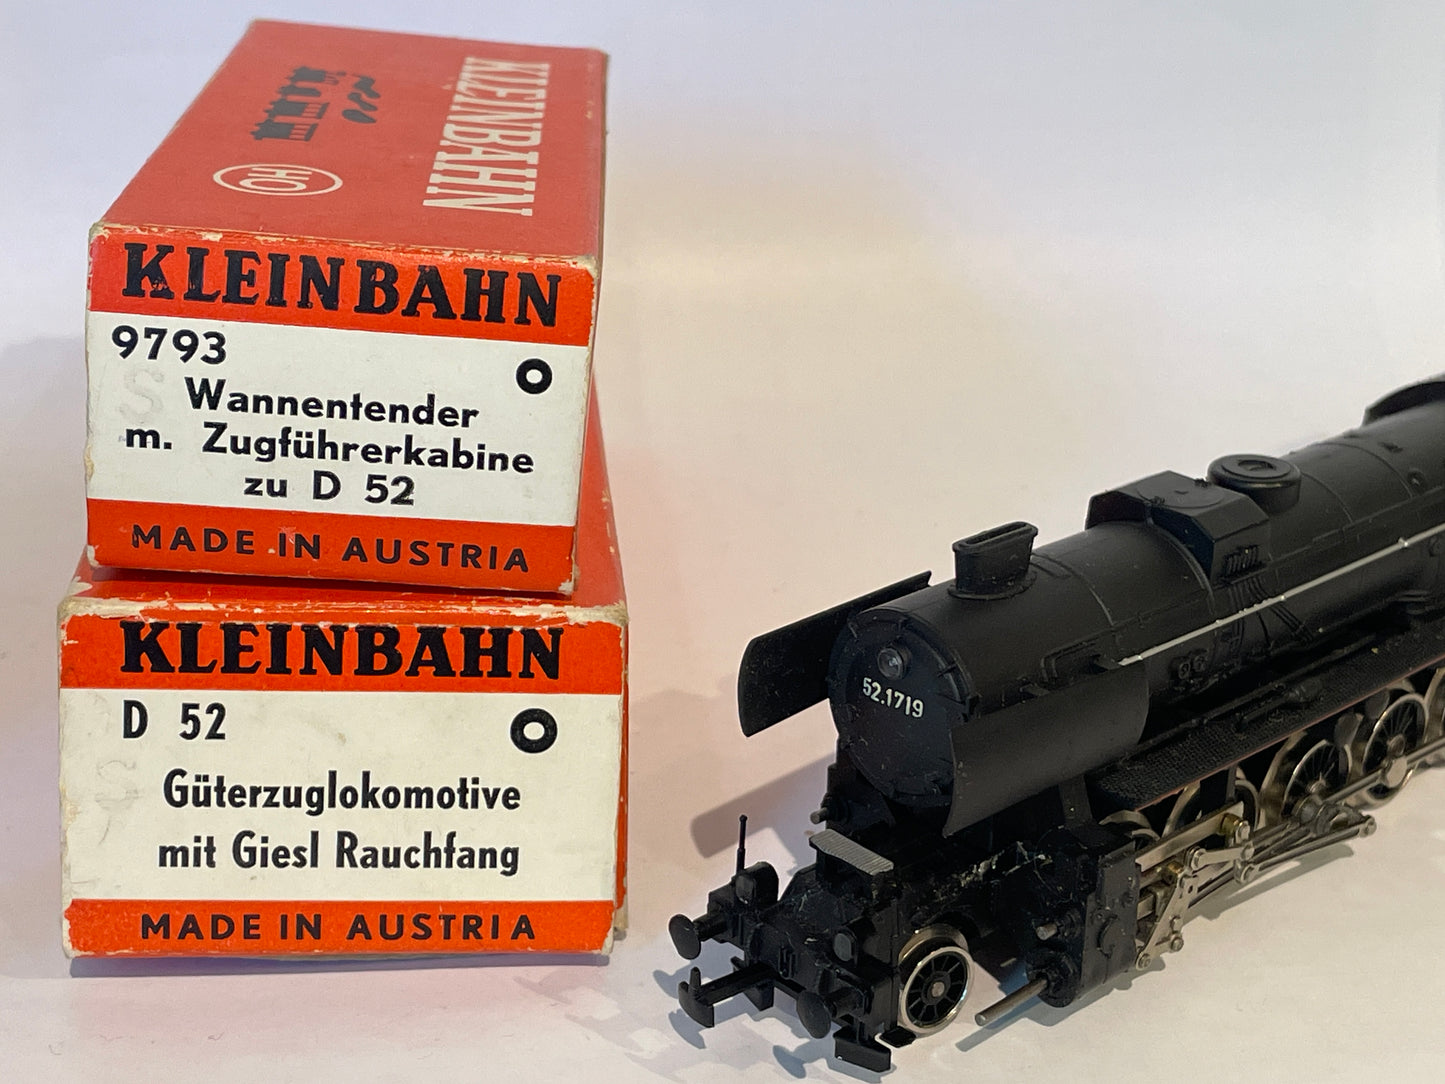 KLEINBAHN
HO
KLEINBAHN
9793
S
Wannentender
m. Zugführerkabine
zu D 52
MADE IN AUSTRIA
KLEINBAHN
D 52
S
Güterzuglokomotive
mit Giesl Rauchfang
MADE IN AUSTRIA
52.1719